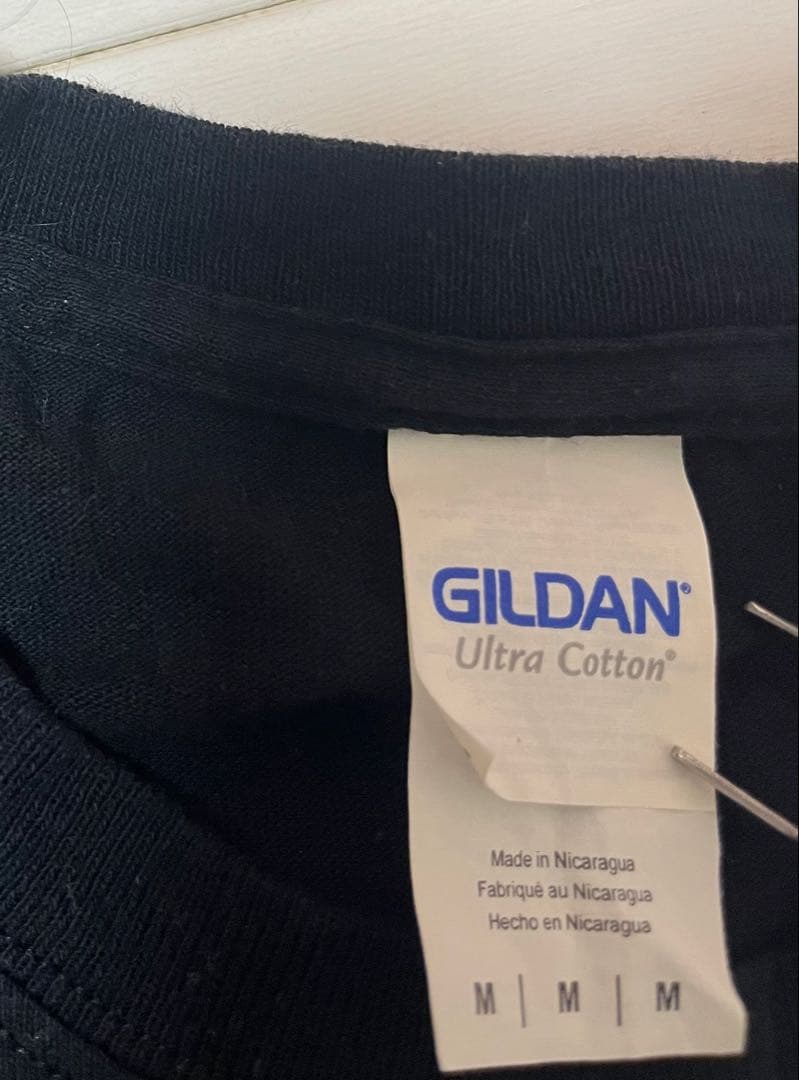 GILDAN®
Ultra Cotton®
Made in Nicaragua
Fabriqué au Nicaragua
Hecho en Nicaragua
M | M | M